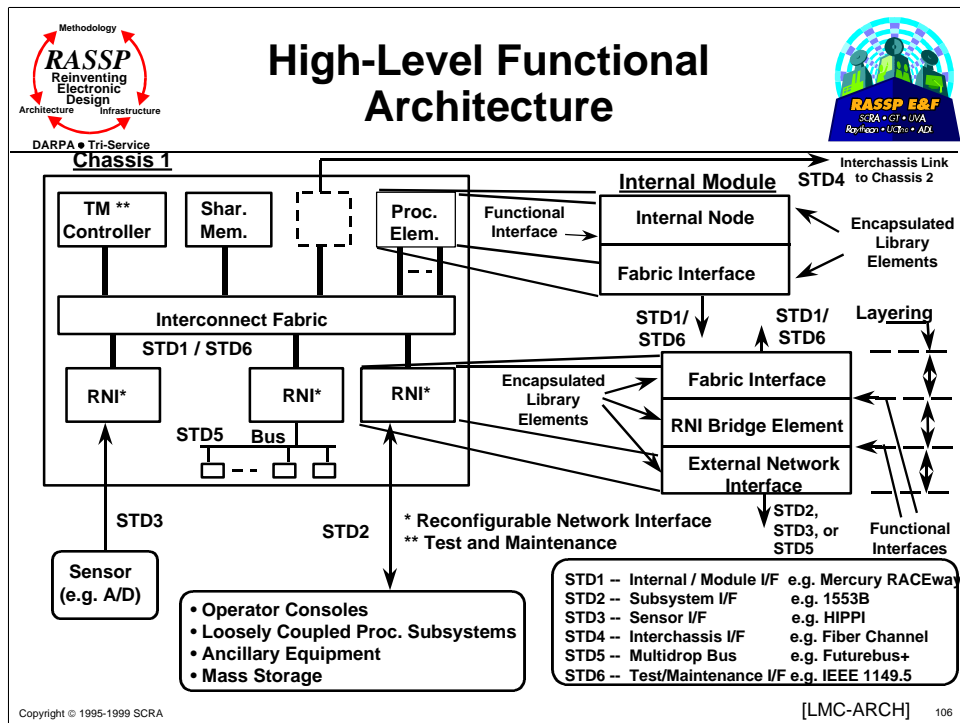 Methodology
RASSP
Reinventing
Electronic
Design
Architecture
Infrastructure
DARPA ● Tri-Service
High-Level Functional
Architecture
RASSP E&F
SCRA • GT • UVA
Raytheon • UCinc • ADL
Chassis 1
TM **
Controller
Shar.
Mem.
Proc.
Elem.
Interconnect Fabric
STD1 / STD6
RNI*
RNI*
RNI*
STD5
Bus
STD3
STD2
Sensor
(e.g. A/D)
• Operator Consoles
• Loosely Coupled Proc. Subsystems
• Ancillary Equipment
• Mass Storage
* Reconfigurable Network Interface
** Test and Maintenance
STD4
Interchassis Link
to Chassis 2
Internal Module
Functional
Interface
Internal Node
Fabric Interface
Encapsulated
Library
Elements
STD1/
STD6
STD1/
STD6
Layering
Encapsulated
Library
Elements
Fabric Interface
RNI Bridge Element
External Network
Interface
STD2,
STD3, or
STD5
Functional
Interfaces
STD1 -- Internal / Module I/F e.g. Mercury RACEway
STD2 -- Subsystem I/F e.g. 1553B
STD3 -- Sensor I/F e.g. HIPPI
STD4 -- Interchassis I/F e.g. Fiber Channel
STD5 -- Multidrop Bus e.g. Futurebus+
STD6 -- Test/Maintenance I/F e.g. IEEE 1149.5
Copyright © 1995-1999 SCRA
[LMC-ARCH]
106